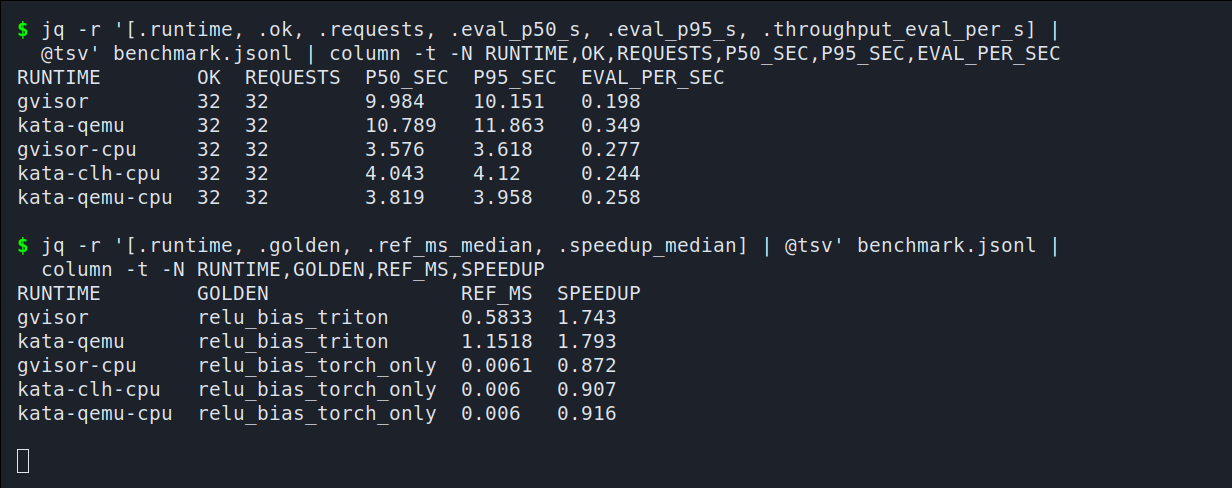 $ jq -r '[.runtime, .ok, .requests, .eval_p50_s, .eval_p95_s, .throughput_eval_per_s] |
  @tsv' benchmark.jsonl | column -t -N RUNTIME,OK,REQUESTS,P50_SEC,P95_SEC,EVAL_PER_SEC
RUNTIME        OK  REQUESTS  P50_SEC  P95_SEC  EVAL_PER_SEC
gvisor         32  32        9.984    10.151   0.198
kata-qemu      32  32        10.789   11.863   0.349
gvisor-cpu     32  32        3.576    3.618    0.277
kata-clh-cpu   32  32        4.043    4.12     0.244
kata-qemu-cpu  32  32        3.819    3.958    0.258
$ jq -r '[.runtime, .golden, .ref_ms_median, .speedup_median] | @tsv' benchmark.jsonl |
  column -t -N RUNTIME,GOLDEN,REF_MS,SPEEDUP
RUNTIME        GOLDEN                REF_MS  SPEEDUP
gvisor         relu_bias_triton      0.5833  1.743
kata-qemu      relu_bias_triton      1.1518  1.793
gvisor-cpu     relu_bias_torch_only  0.0061  0.872
kata-clh-cpu   relu_bias_torch_only  0.006   0.907
kata-qemu-cpu  relu_bias_torch_only  0.006   0.916